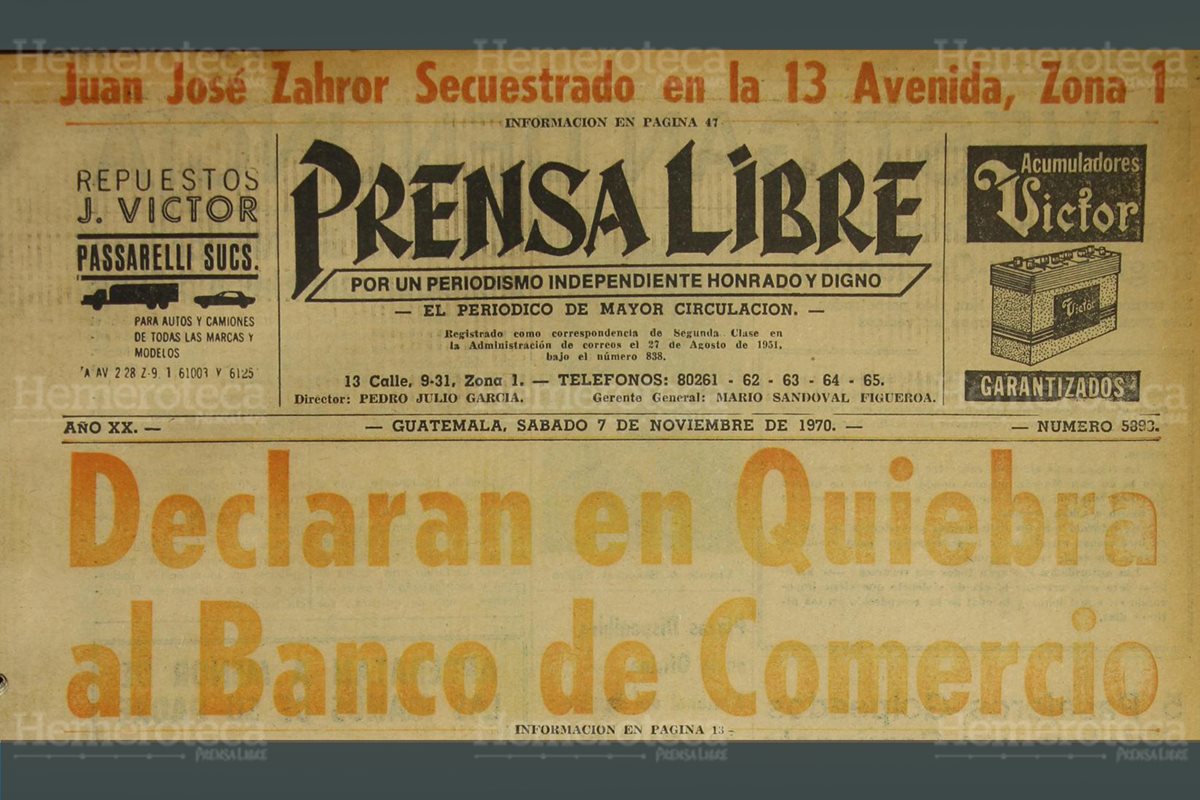 Juan José Zahror Secuestrado en la 13 Avenida, Zona 1
INFORMACION EN PAGINA 47
REPUESTOS
J. VICTOR
PASSARELLI SUCS.
PARA AUTOS Y CAMIONES
DE TODAS LAS MARCAS Y
MODELOS
PRENSA LIBRE
POR UN PERIODISMO INDEPENDIENTE HONRADO Y DIGNO
— EL PERIODICO DE MAYOR CIRCULACION. —
Registrado como correspondencia de Segunda Clase en
la Administración de correos el 27 de Agosto de 1951,
bajo el número 838.
13 Calle, 9-31, Zona 1. — TELEFONOS: 80261 - 62 - 63 - 64 - 65.
Director: PEDRO JULIO GARCIA. Gerente General: MARIO SANDOVAL FIGUEROA.
Acumuladores
Victor
Victor
GARANTIZADOS
AÑO XX. — — GUATEMALA, SABADO 7 DE NOVIEMBRE DE 1970. — — NUMERO
Declaran en Quiebra
al Banco de Comercio
INFORMACION EN PAGINA 13
Hemeroteca
PRENSA LIBRE